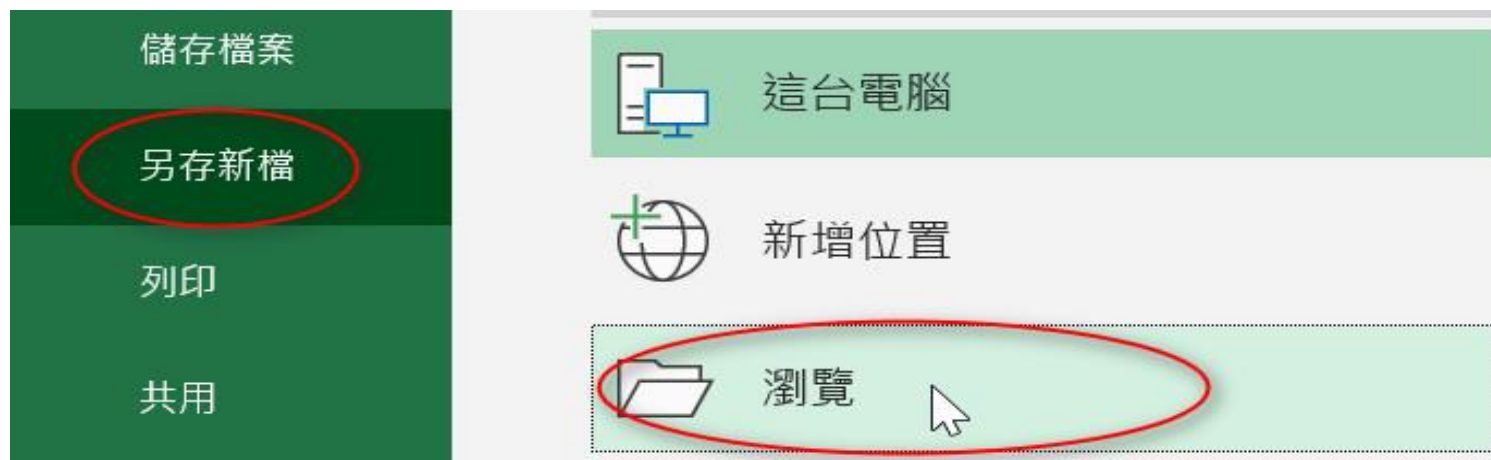 儲存檔案
另存新檔
列印
共用
這台電腦
新增位置
瀏覽